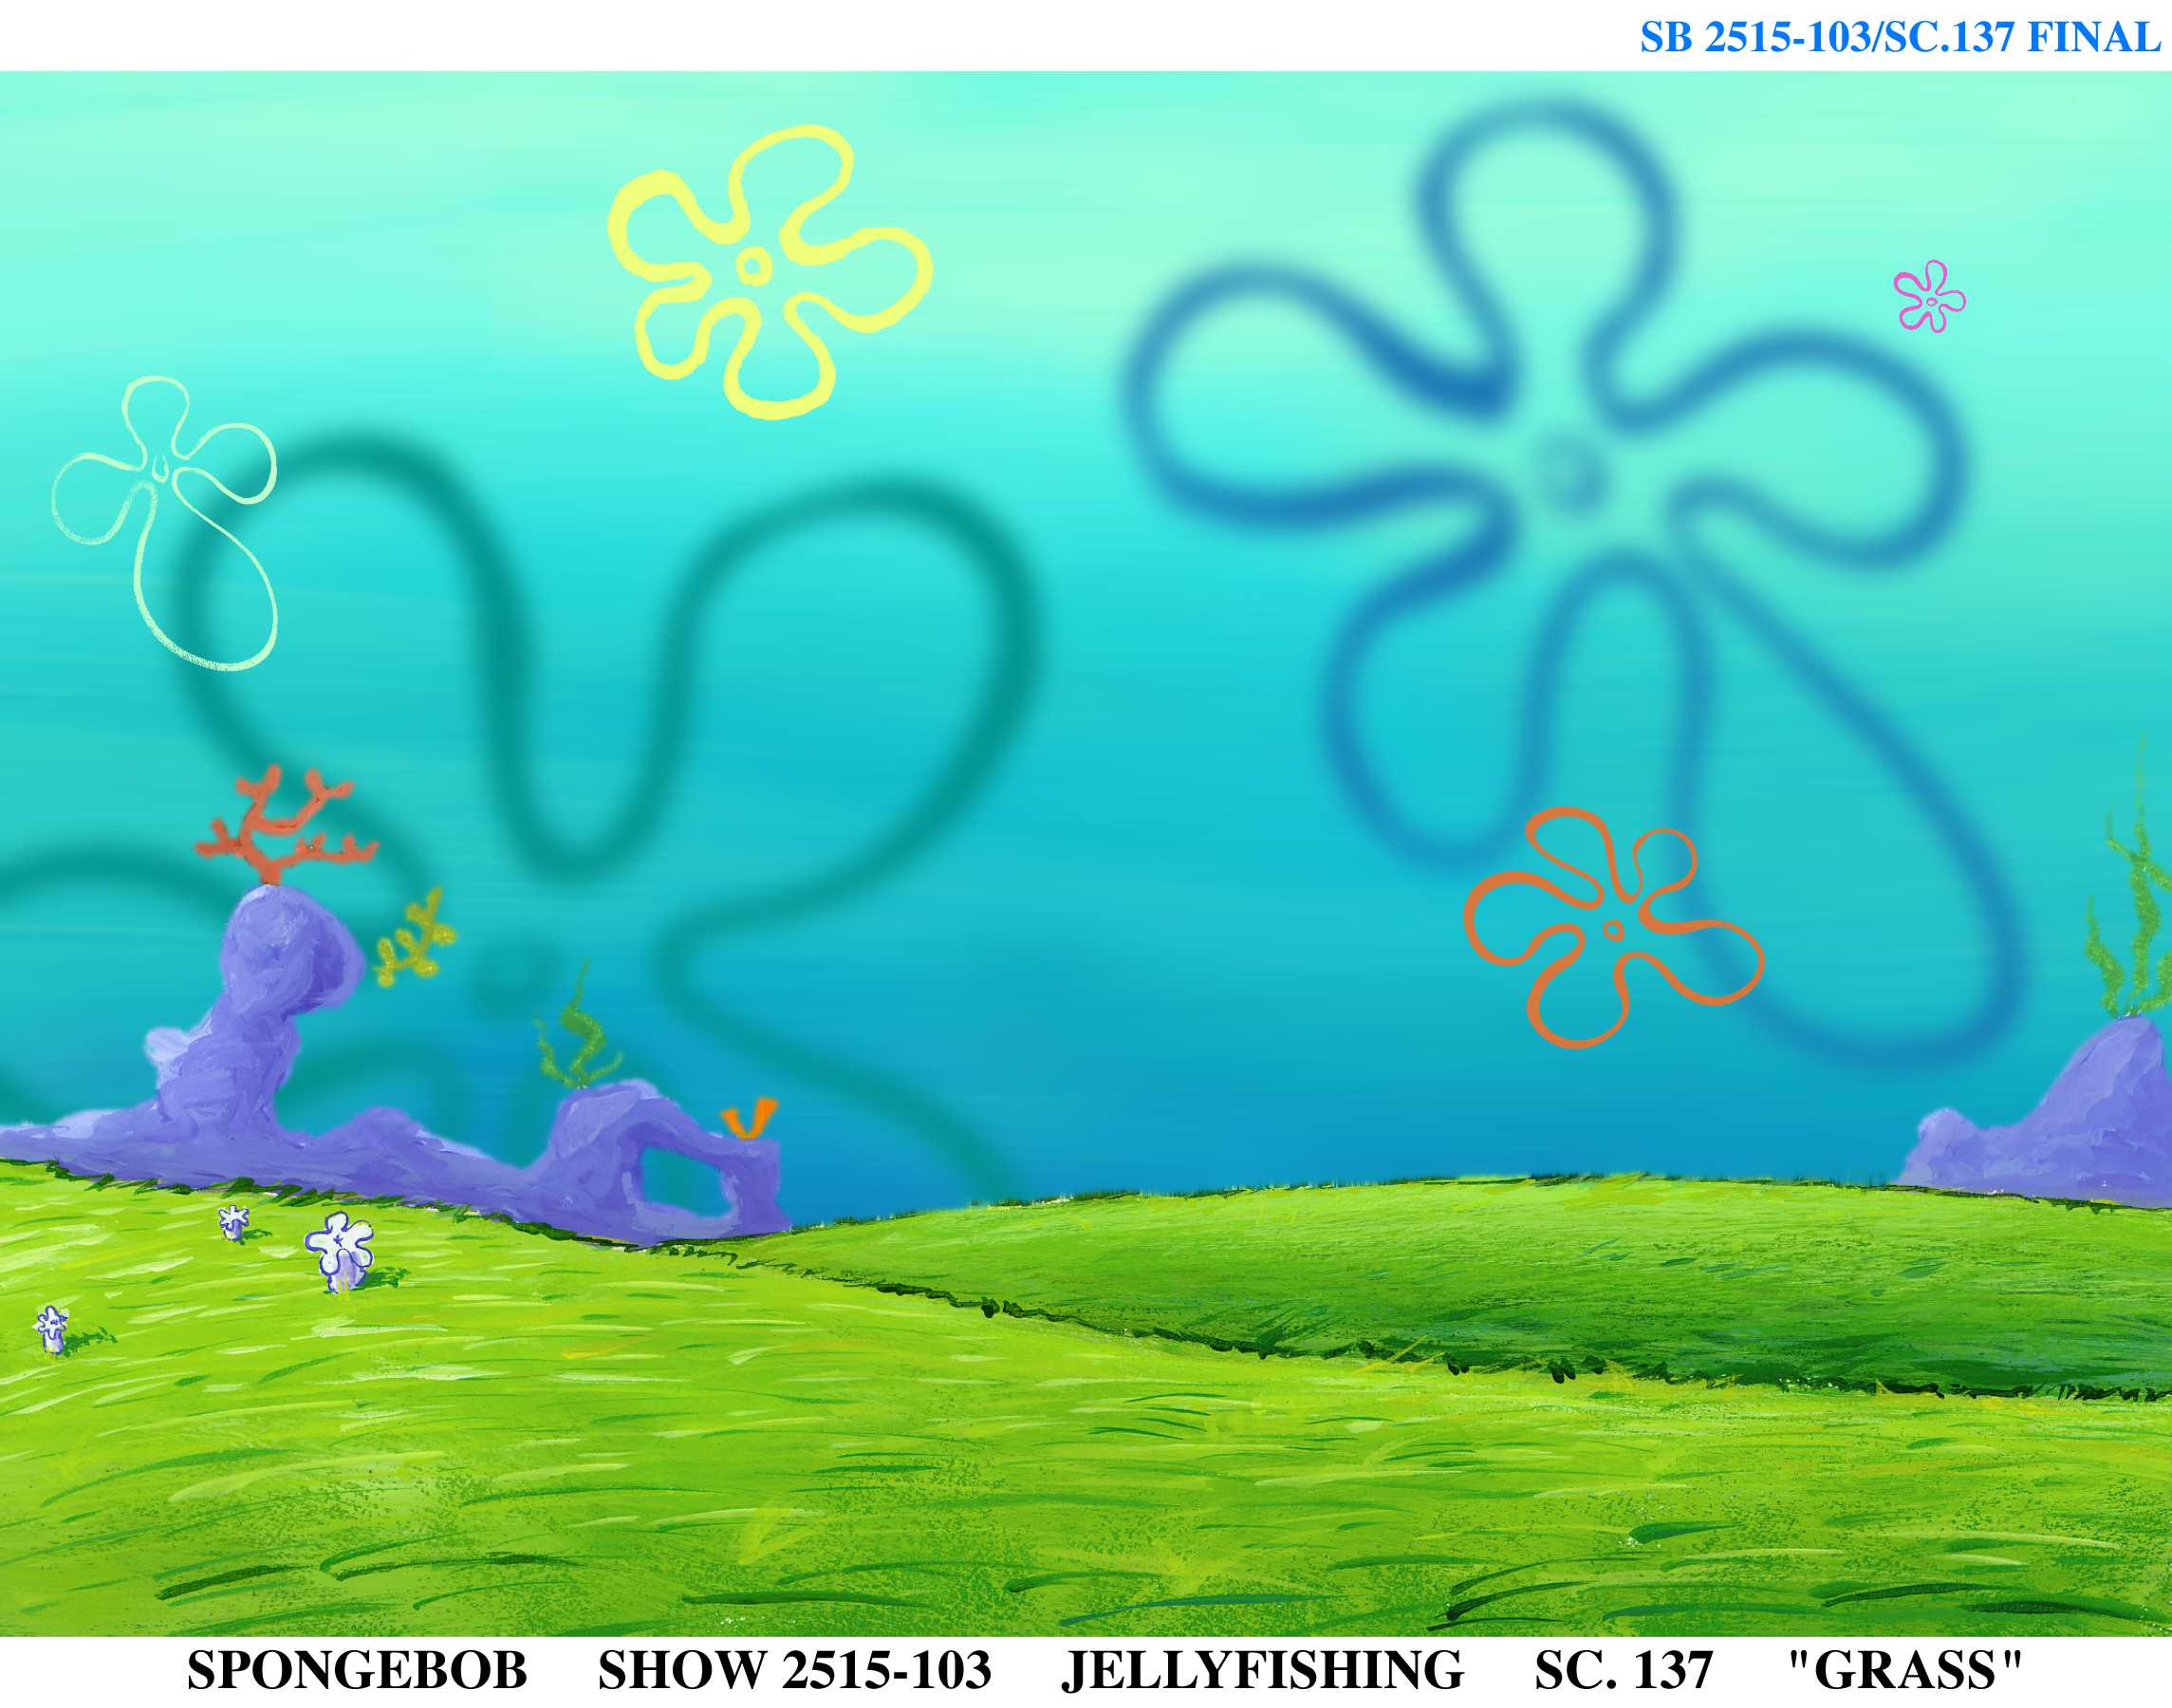 SB 2515-103/SC.137 FINAL
SPONGEBOB SHOW 2515-103 JELLYFISHING SC. 137 "GRASS"